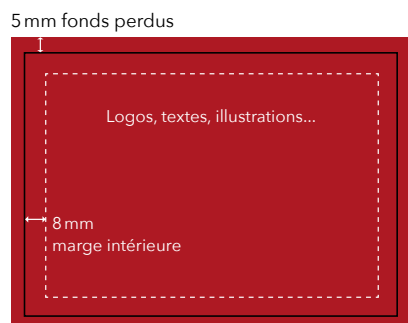 5 mm fonds perdus
Logos, textes, illustrations...
8 mm
marge intérieure